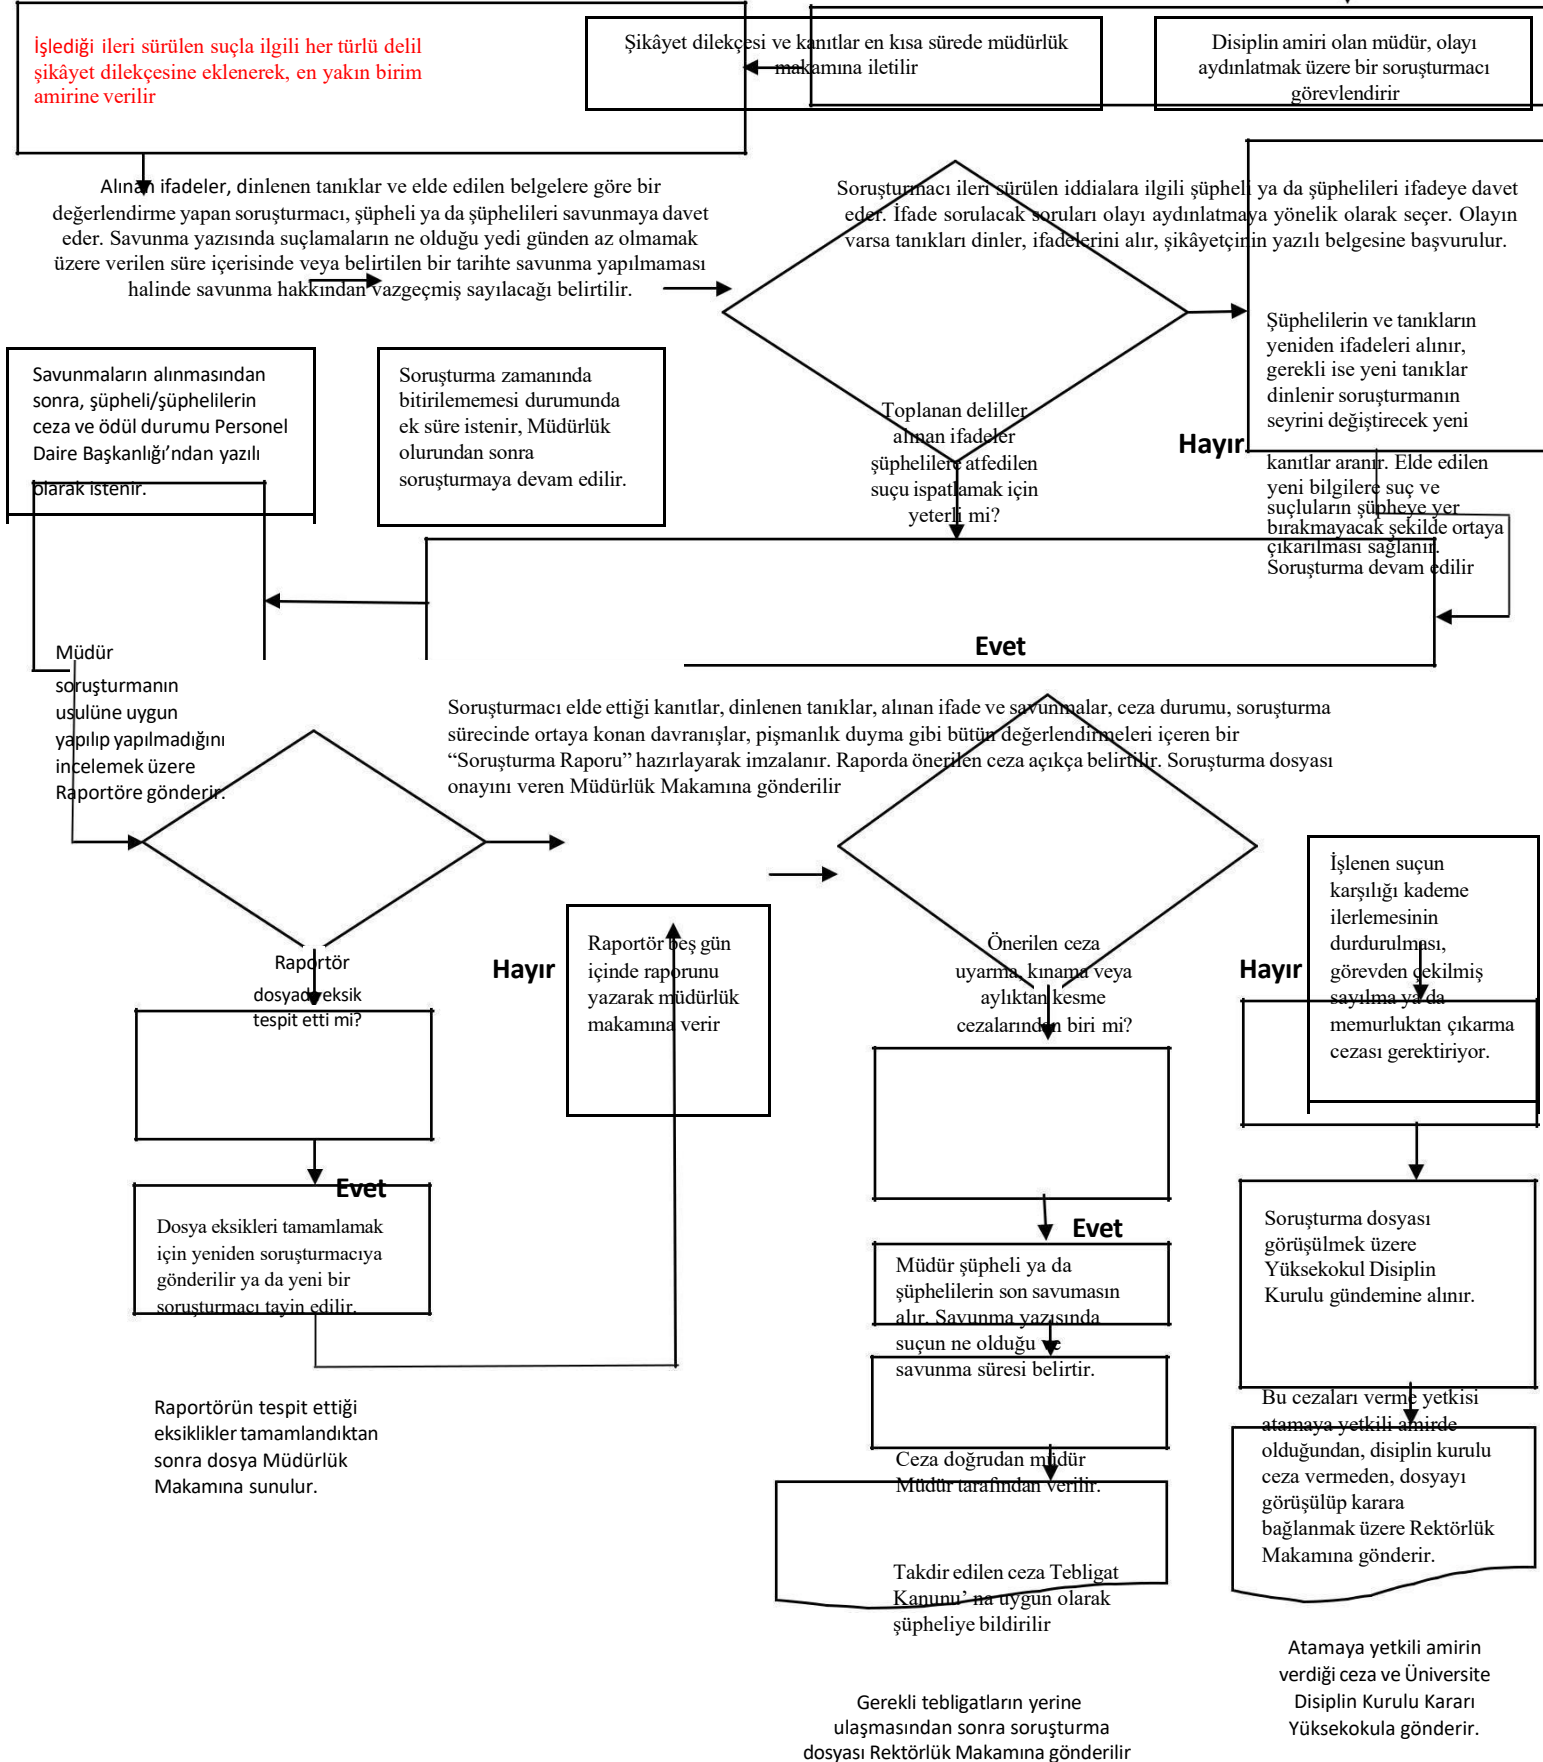 İşlediği ileri sürülen suçla ilgili her türlü delil
şikâyet dilekçesine eklenerek, en yakın birim
amirine verilir
Şikâyet dilekçesi ve kanıtlar en kısa sürede müdürlük
makamına iletilir
Disiplin amiri olan müdür, olayı
aydınlatmak üzere bir soruşturmacı
görevlendirir
Alınan ifadeler, dinlenen tanıklar ve elde edilen belgelere göre bir
değerlendirme yapan soruşturmacı, şüpheli ya da şüphelileri savunmaya davet
eder. Savunma yazısında suçlamaların ne olduğu yedi günden az olmamak
üzere verilen süre içerisinde veya belirtilen bir tarihte savunma yapılmaması
halinde savunma hakkından vazgeçmiş sayılacağı belirtilir.
Soruşturmacı ileri sürülen iddialara ilgili şüpheli ya da şüphelileri ifadeye davet
eder. İfade sorulacak soruları olayı aydınlatmaya yönelik olarak seçer. Olayın
varsa tanıkları dinler, ifadelerini alır, şikâyetçinin yazılı belgesine başvurulur.
Savunmaların alınmasından
sonra, şüpheli/şüphelilerin
ceza ve ödül durumu Personel
Daire Başkanlığı’ndan yazılı
olarak istenir.
Soruşturma zamanında
bitirilememesi durumunda
ek süre istenir, Müdürlük
olurundan sonra
soruşturmaya devam edilir.
Toplanan deliller
alınan ifadeler
şüphelilere atfedilen
suçu ispatlamak için
yeterli mi?
Hayır
Şüphelilerin ve tanıkların
yeniden ifadeleri alınır,
gerekli ise yeni tanıklar
dinlenir soruşturmanın
seyrini değiştirecek yeni
kanıtlar aranır. Elde edilen
yeni bilgilere suç ve
suçluların şüpheye yer
bırakmayacak şekilde ortaya
çıkarılması sağlanır.
Soruşturma devam edilir
Evet
Müdür
soruşturmanın
usulüne uygun
yapılıp yapılmadığını
incelemek üzere
Raportöre gönderir.
Soruşturmacı elde ettiği kanıtlar, dinlenen tanıklar, alınan ifade ve savunmalar, ceza durumu, soruşturma
sürecinde ortaya konan davranışlar, pişmanlık duyma gibi bütün değerlendirmeleri içeren bir
“Soruşturma Raporu” hazırlayarak imzalanır. Raporda önerilen ceza açıkça belirtilir. Soruşturma dosyası
onayını veren Müdürlük Makamına gönderilir
Raportör
dosyada eksik
tespit etti mi?
Hayır
Raportör beş gün
içinde raporunu
yazarak müdürlük
makamına verir
Önerilen ceza
uyarma, kınama veya
aylıktan kesme
cezalarından biri mi?
Hayır
İşlenen suçun
karşılığı kademe
ilerlemesinin
durdurulması,
görevden çekilmiş
sayılma ya da
memurluktan çıkarma
cezası gerektiriyor.
Evet
Dosya eksikleri tamamlamak
için yeniden soruşturmacıya
gönderilir ya da yeni bir
soruşturmacı tayin edilir.
Evet
Müdür şüpheli ya da
şüphelilerin son savumasın
alır. Savunma yazısında
suçun ne olduğu ve
savunma süresi belirtir.
Soruşturma dosyası
görüşülmek üzere
Yüksekokul Disiplin
Kurulu gündemine alınır.
Raportörün tespit ettiği
eksiklikler tamamlandıktan
sonra dosya Müdürlük
Makamına sunulur.
Ceza doğrudan müdür
Müdür tarafından verilir.
Bu cezaları verme yetkisi
atamaya yetkili amirde
olduğundan, disiplin kurulu
ceza vermeden, dosyayı
görüşülüp karara
bağlanmak üzere Rektörlük
Makamına gönderir.
Takdir edilen ceza Tebligat
Kanunu’ na uygun olarak
şüpheliye bildirilir
Atamaya yetkili amirin
verdiği ceza ve Üniversite
Disiplin Kurulu Kararı
Yüksekokula gönderir.
Gerekli tebligatların yerine
ulaşmasından sonra soruşturma
dosyası Rektörlük Makamına gönderilir